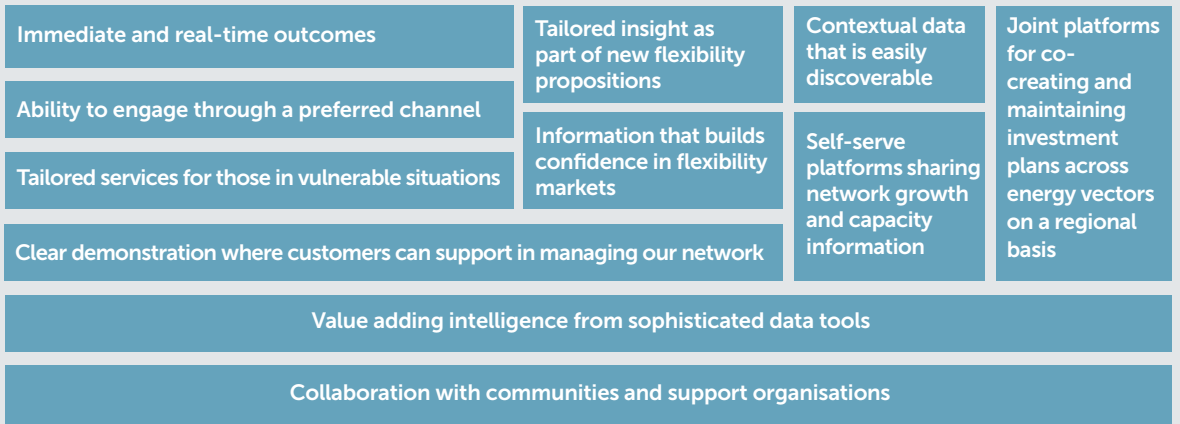 Immediate and real-time outcomes
Ability to engage through a preferred channel
Tailored services for those in vulnerable situations
Tailored insight as
part of new flexibility
propositions
Information that builds
confidence in flexibility
markets
Clear demonstration where customers can support in managing our network
Contextual data
that is easily
discoverable
Self-serve
platforms sharing
network growth
and capacity
information
Joint platforms
for co-
creating and
maintaining
investment
plans across
energy vectors
on a regional
basis
Value adding intelligence from sophisticated data tools
Collaboration with communities and support organisations